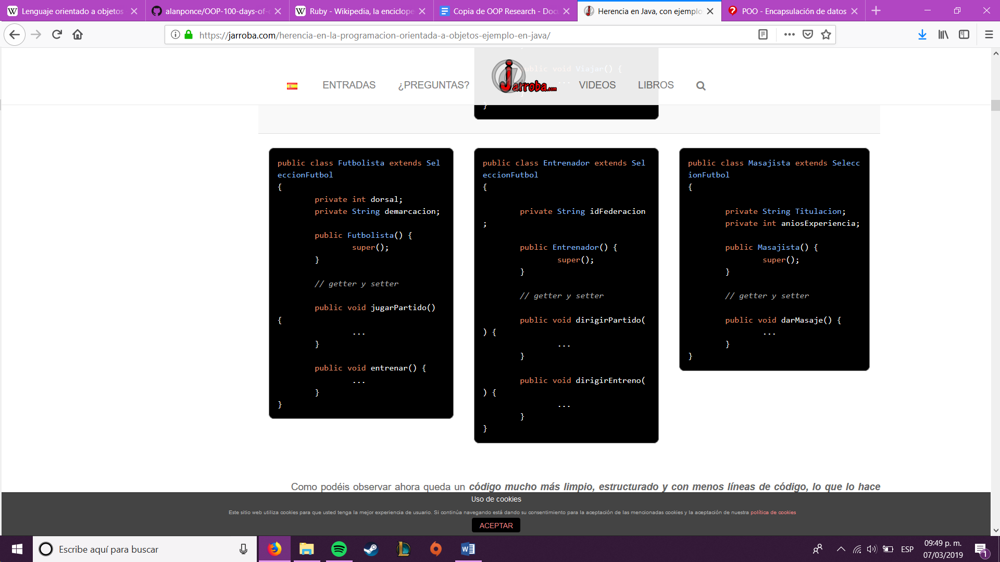 Lenguaje orientado a objetos
alanponce/OOP-100-days-of-c
Ruby - Wikipedia, la enciclope
Copia de OOP Research - Docu
Herencia en Java, con ejemplo
POO - Encapsulación de datos
https://jarroba.com/herencia-en-la-programacion-orientada-a-objetos-ejemplo-en-java/
public void Viajar() {
...
}
ENTRADAS
¿PREGUNTAS?
Jarroba.com
VIDEOS
LIBROS
}
public class Futbolista extends Sel
eccionFutbol
{
private int dorsal;
private String demarcacion;
public Futbolista() {
super();
}
// getter y setter
public void jugarPartido()
{
...
}
public void entrenar() {
...
}
}
public class Entrenador extends Sel
eccionFutbol
{
private String idFederacion
;
public Entrenador() {
super();
}
// getter y setter
public void dirigirPartido(
) {
...
}
public void dirigirEntreno(
) {
...
}
}
public class Masajista extends Selecc
ionFutbol
{
private String Titulacion;
private int aniosExperiencia;
public Masajista() {
super();
}
// getter y setter
public void darMasaje() {
...
}
}
Como podéis observar ahora queda un código mucho más limpio, estructurado y con menos líneas de código, lo que lo hace
Uso de cookies
Este sitio web utiliza cookies para que usted tenga la mejor experiencia de usuario. Si continúa navegando está dando su consentimiento para la aceptación de las mencionadas cookies y la aceptación de nuestra política de cookies
ACEPTAR
Escribe aquí para buscar
ESP
09:49 p. m.
07/03/2019
1